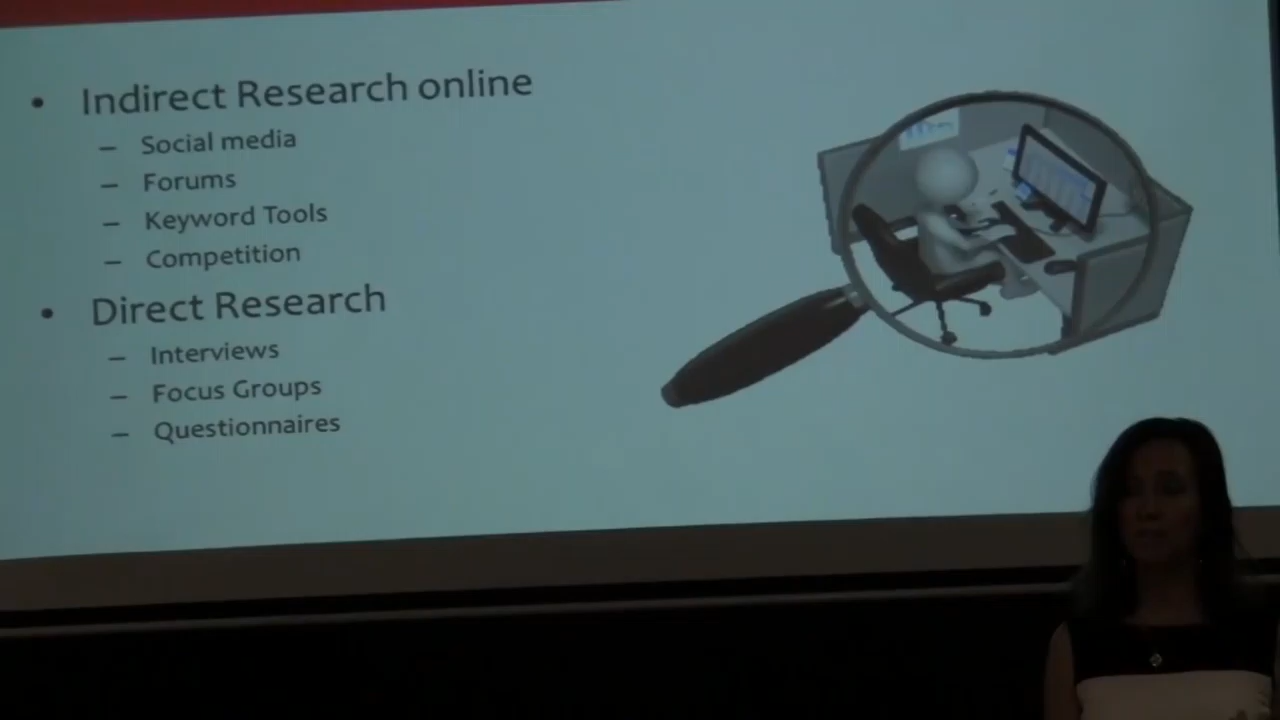 • Indirect Research online
– Social media
– Forums
– Keyword Tools
– Competition
• Direct Research
– Interviews
– Focus Groups
– Questionnaires